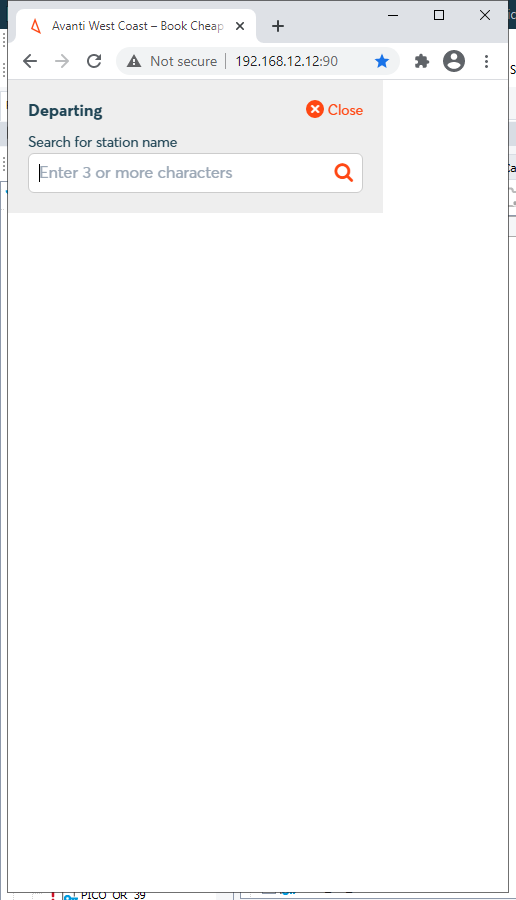 Avanti West Coast – Book Cheap
Not secure
192.168.12.12:90
Departing
Close
Search for station name
Enter 3 or more characters
PICO_OR_39